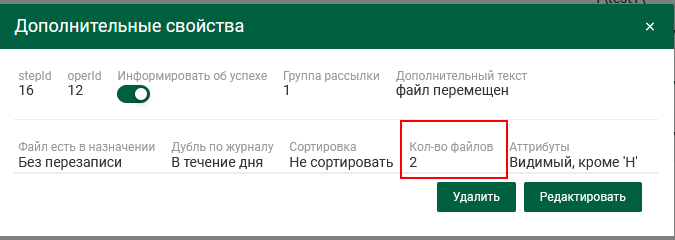 Дополнительные свойства ×
stepId operId Информировать об успехе Группа рассылки Дополнительный текст
16 12 1 файл перемещен
Файл есть в назначении Дубль по журналу Сортировка Кол-во файлов Аттрибуты
Без перезаписи В течение дня Не сортировать 2 Видимый, кроме 'H'
Удалить Редактировать